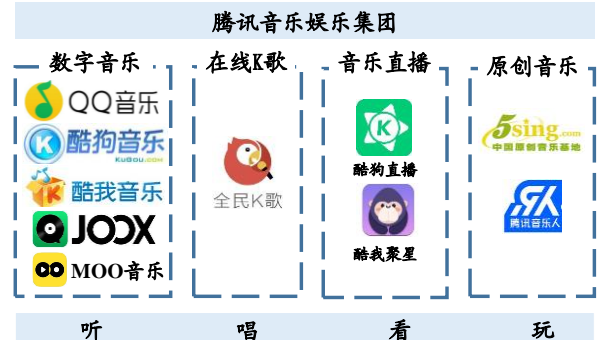 腾讯音乐娱乐集团
数字音乐
QQ音乐
K
酷狗音乐
KuGou.com
K
酷我音乐
JOOX
MOO音乐
在线K歌
全民K歌
音乐直播
K
酷狗直播
酷我聚星
原创音乐
5sing.com
中国原创音乐基地
腾讯音乐人
听
唱
看
玩